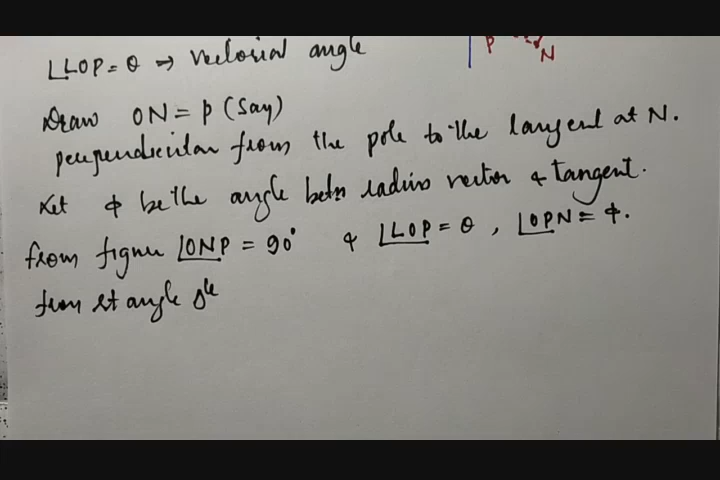 P
N
∠LOP = θ → Vectorial angle
Draw ON = p (Say)
perpendicular from the pole to the tangent at N.
Let φ be the angle betn radius vector & tangent.
from figure ∠ONP = 90° & ∠LOP = θ, ∠OPN = φ.
from rt angle Δle